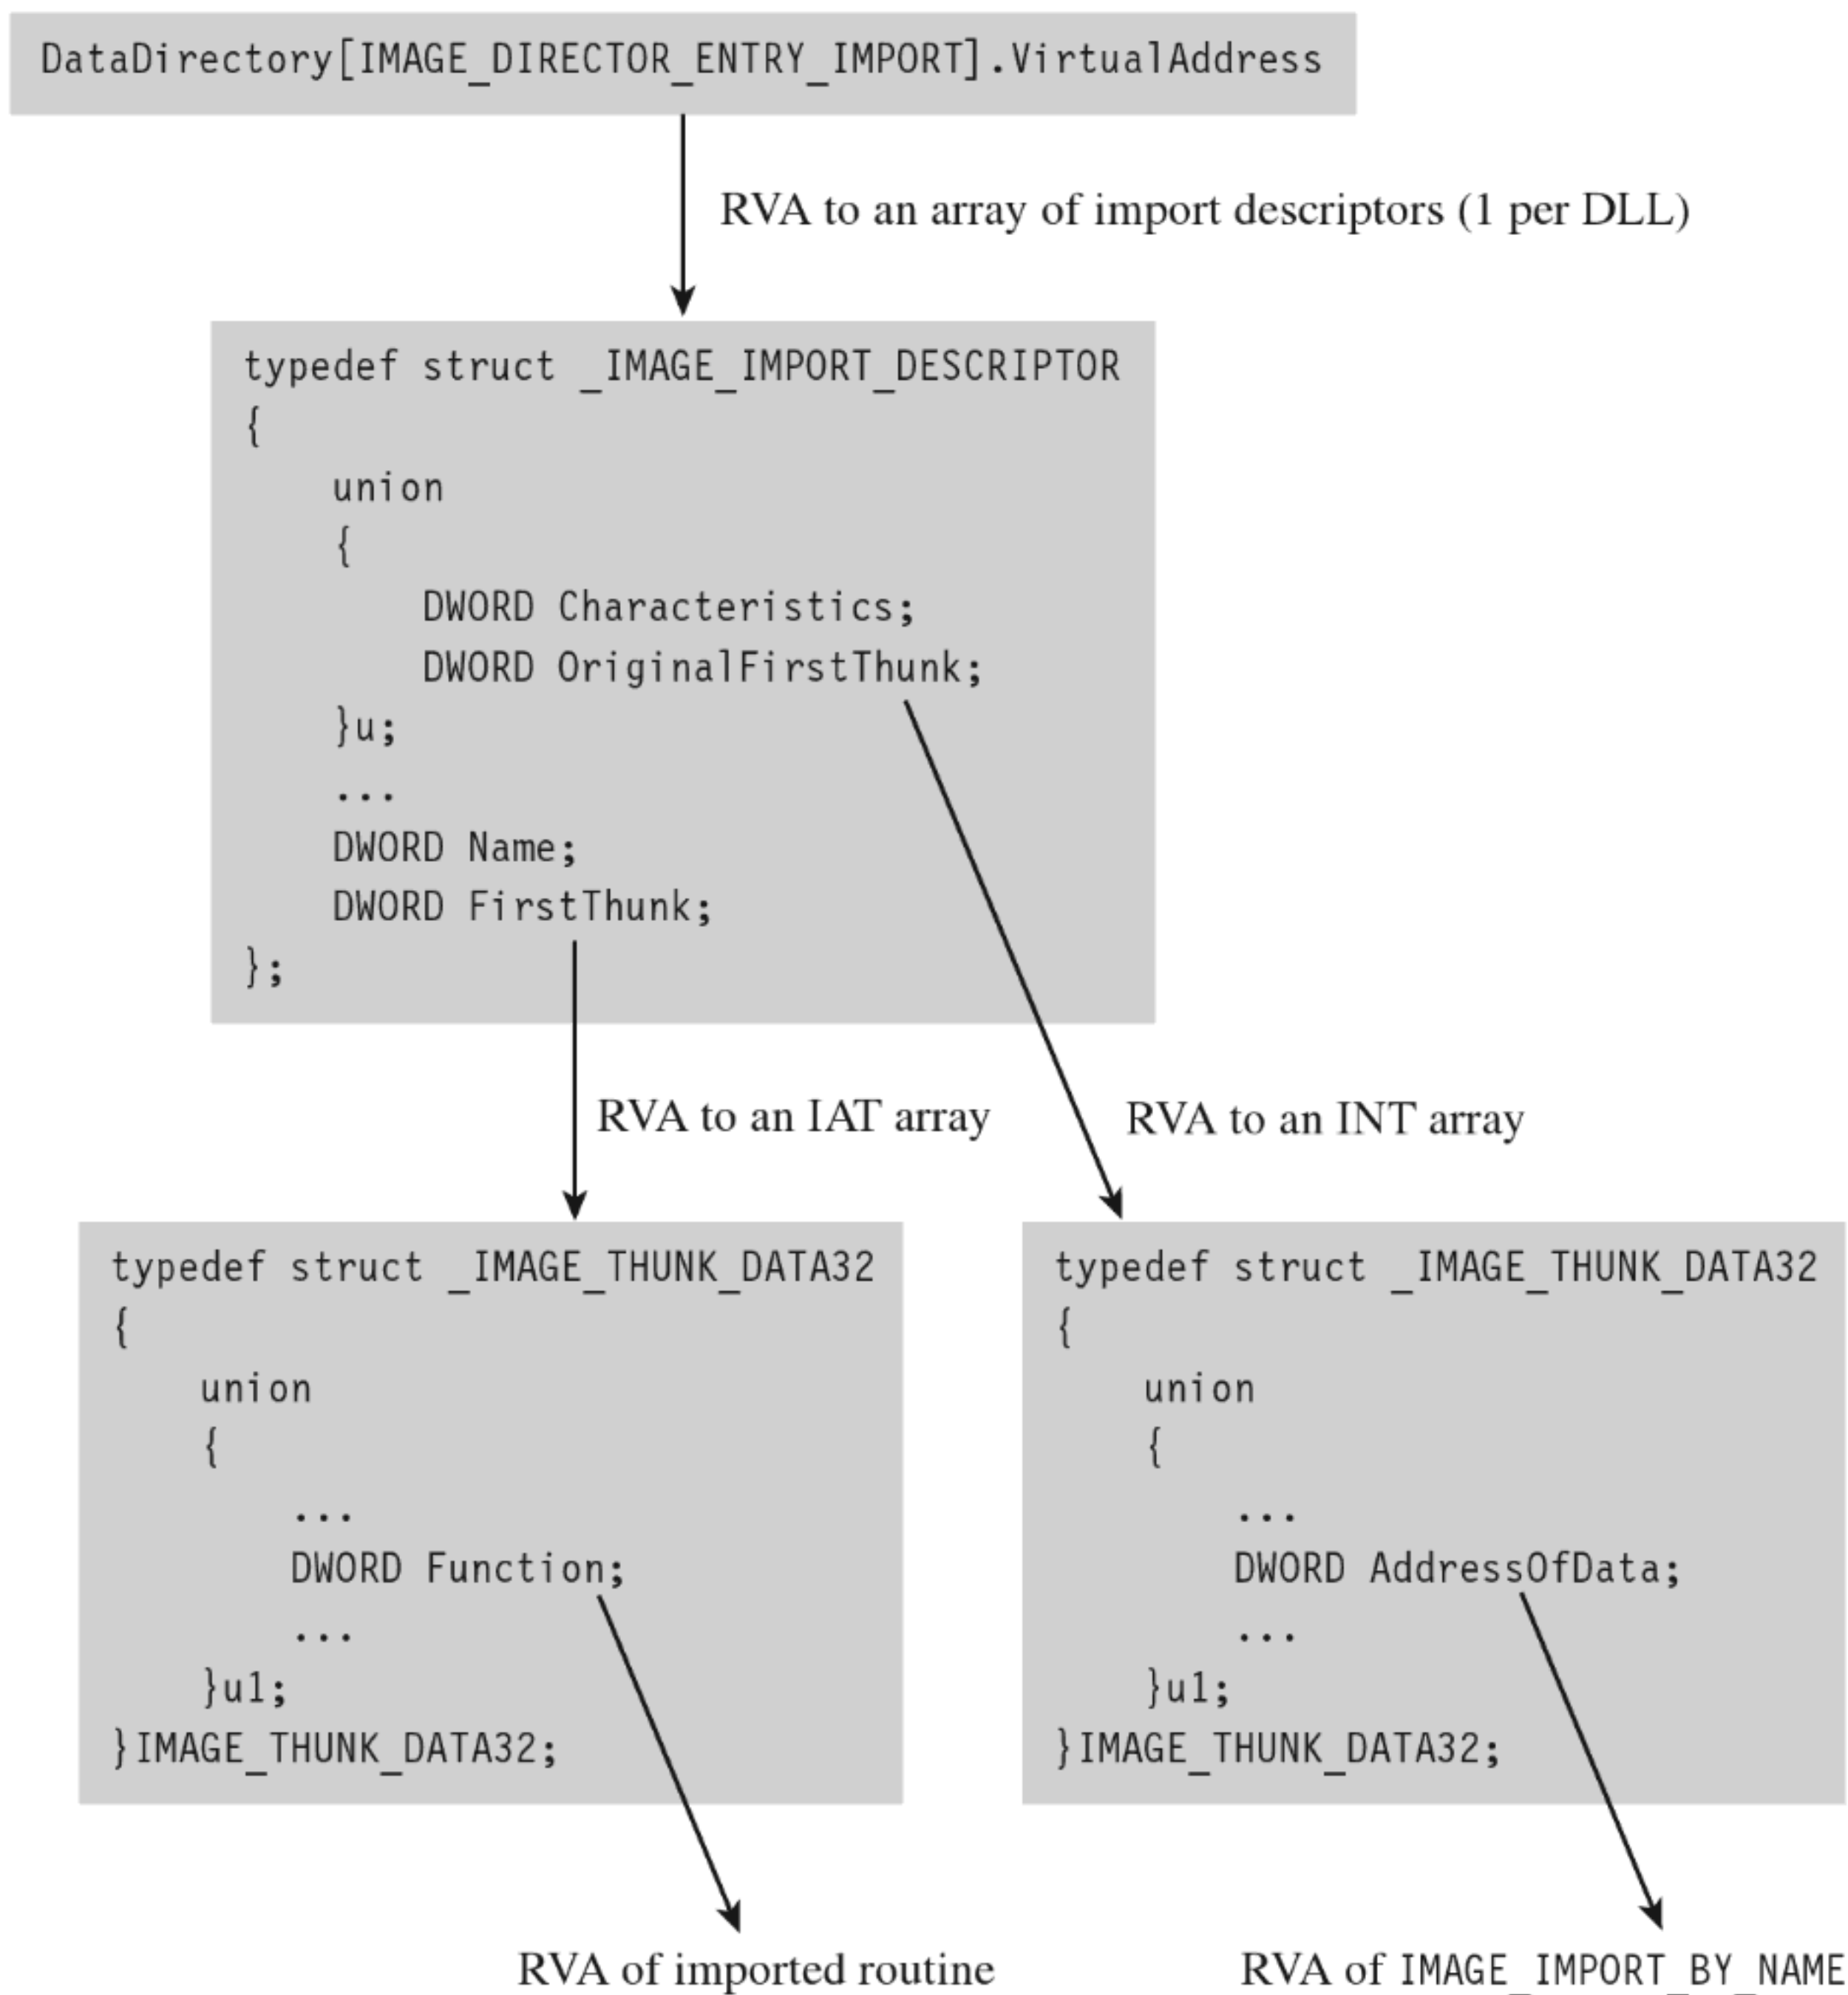 DataDirectory[IMAGE_DIRECTOR_ENTRY_IMPORT].VirtualAddress
RVA to an array of import descriptors (1 per DLL)
typedef struct _IMAGE_IMPORT_DESCRIPTOR
{
union
{
DWORD Characteristics;
DWORD OriginalFirstThunk;
}u;
...
DWORD Name;
DWORD FirstThunk;
};
RVA to an IAT array
RVA to an INT array
typedef struct _IMAGE_THUNK_DATA32
{
union
{
...
DWORD Function;
...
}u1;
}IMAGE_THUNK_DATA32;
RVA of imported routine
typedef struct _IMAGE_THUNK_DATA32
{
union
{
...
DWORD AddressOfData;
...
}u1;
}IMAGE_THUNK_DATA32;
RVA of IMAGE_IMPORT_BY_NAME